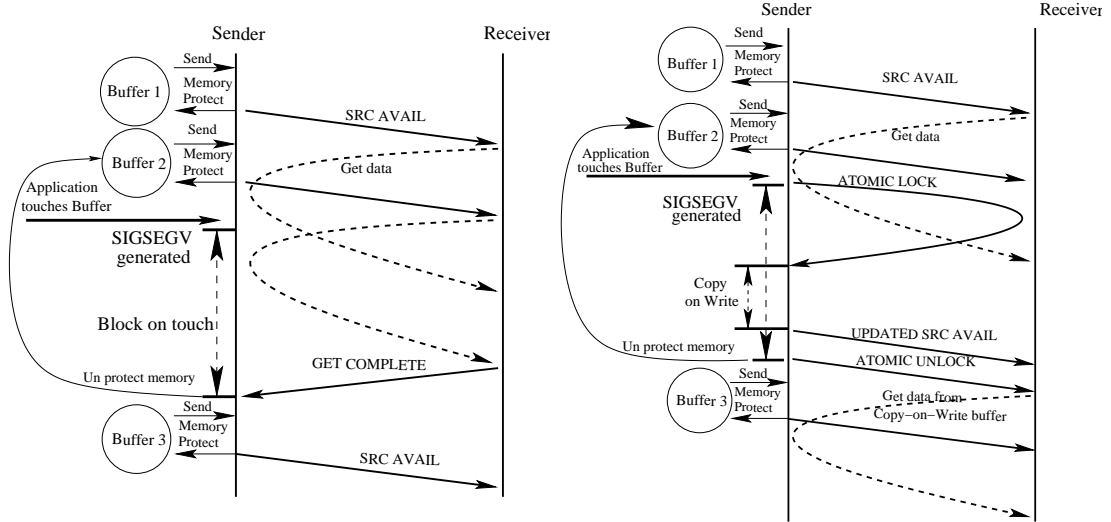 Sender
Receiver
Buffer 1
Send
Memory
Protect
SRC AVAIL
Buffer 2
Send
Memory
Protect
Get data
Application
touches Buffer
SIGSEGV
generated
Block on touch
GET COMPLETE
Un protect memory
Buffer 3
Send
Memory
Protect
SRC AVAIL
Sender
Receiver
Buffer 1
Send
Memory
Protect
SRC AVAIL
Buffer 2
Send
Memory
Protect
Get data
Application
touches Buffer
ATOMIC LOCK
SIGSEGV
generated
Copy
on Write
UPDATED SRC AVAIL
Un protect memory
ATOMIC UNLOCK
Buffer 3
Send
Memory
Protect
Get data from
Copy-on-Write buffer